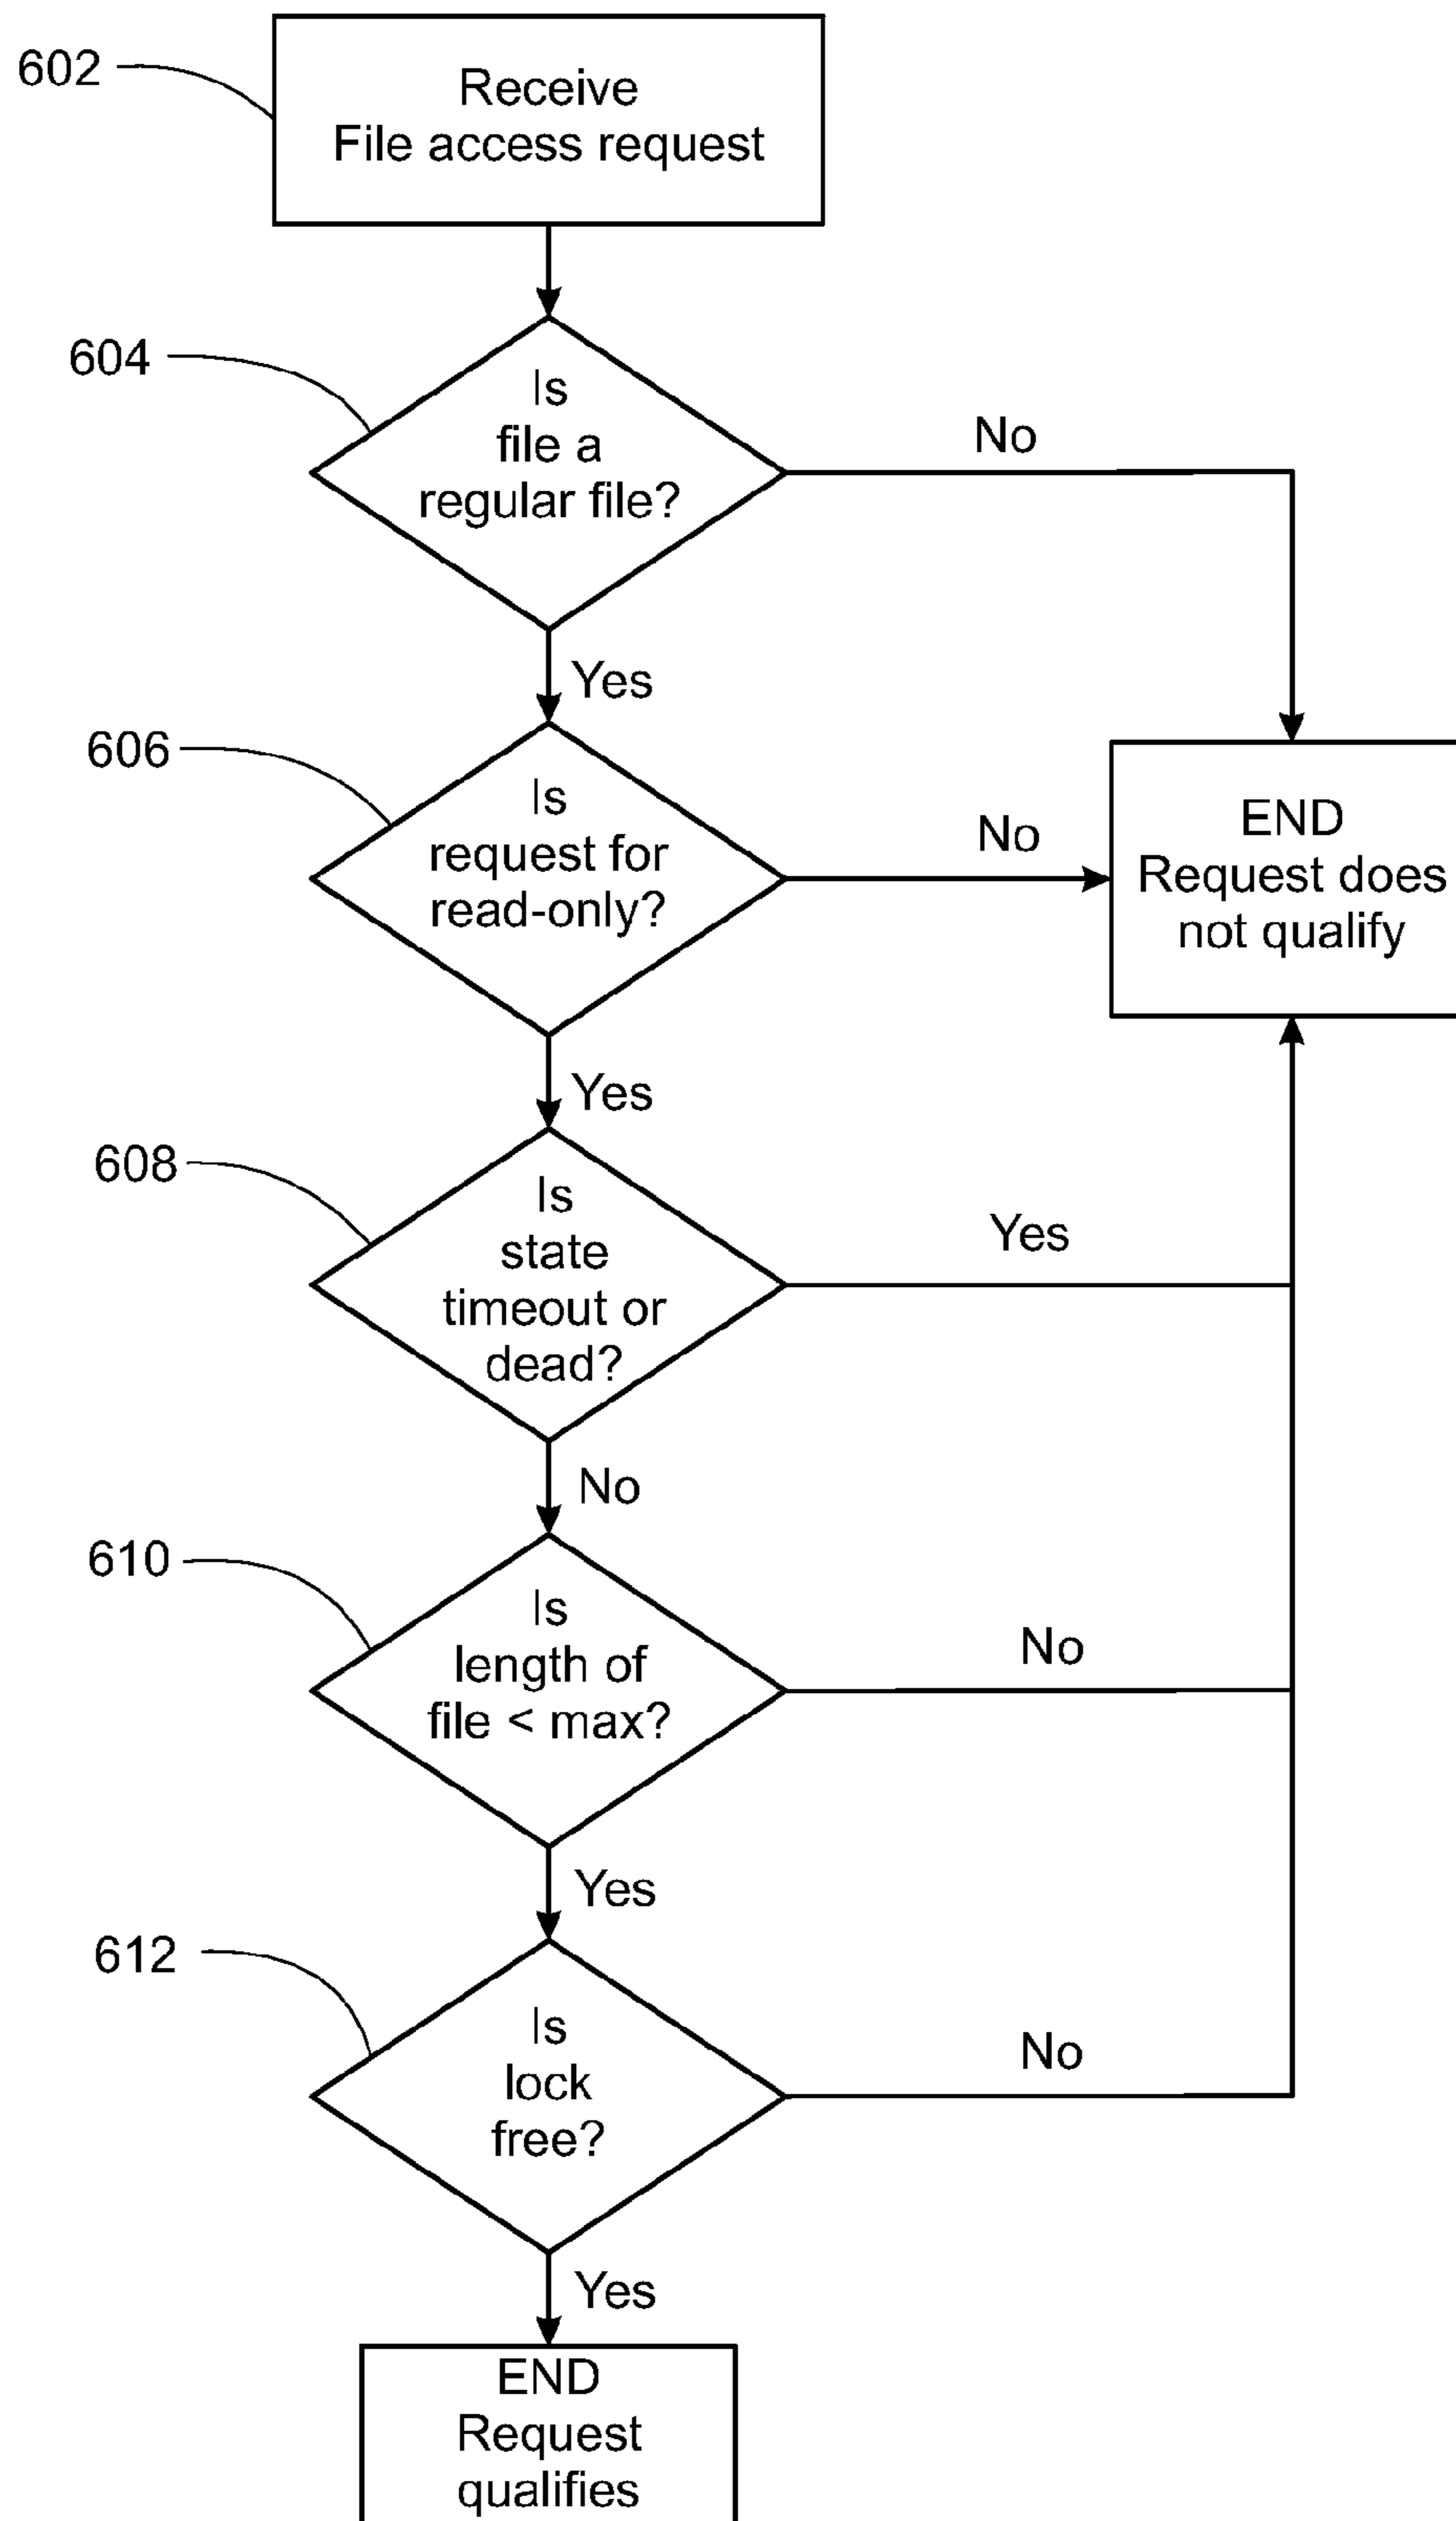 602
Receive
File access request
604
Is
file a
regular file?
No
Yes
606
Is
request for
read-only?
No
END
Request does
not qualify
Yes
608
Is
state
timeout or
dead?
Yes
No
610
Is
length of
file < max?
No
Yes
612
Is
lock
free?
No
Yes
END
Request
qualifies